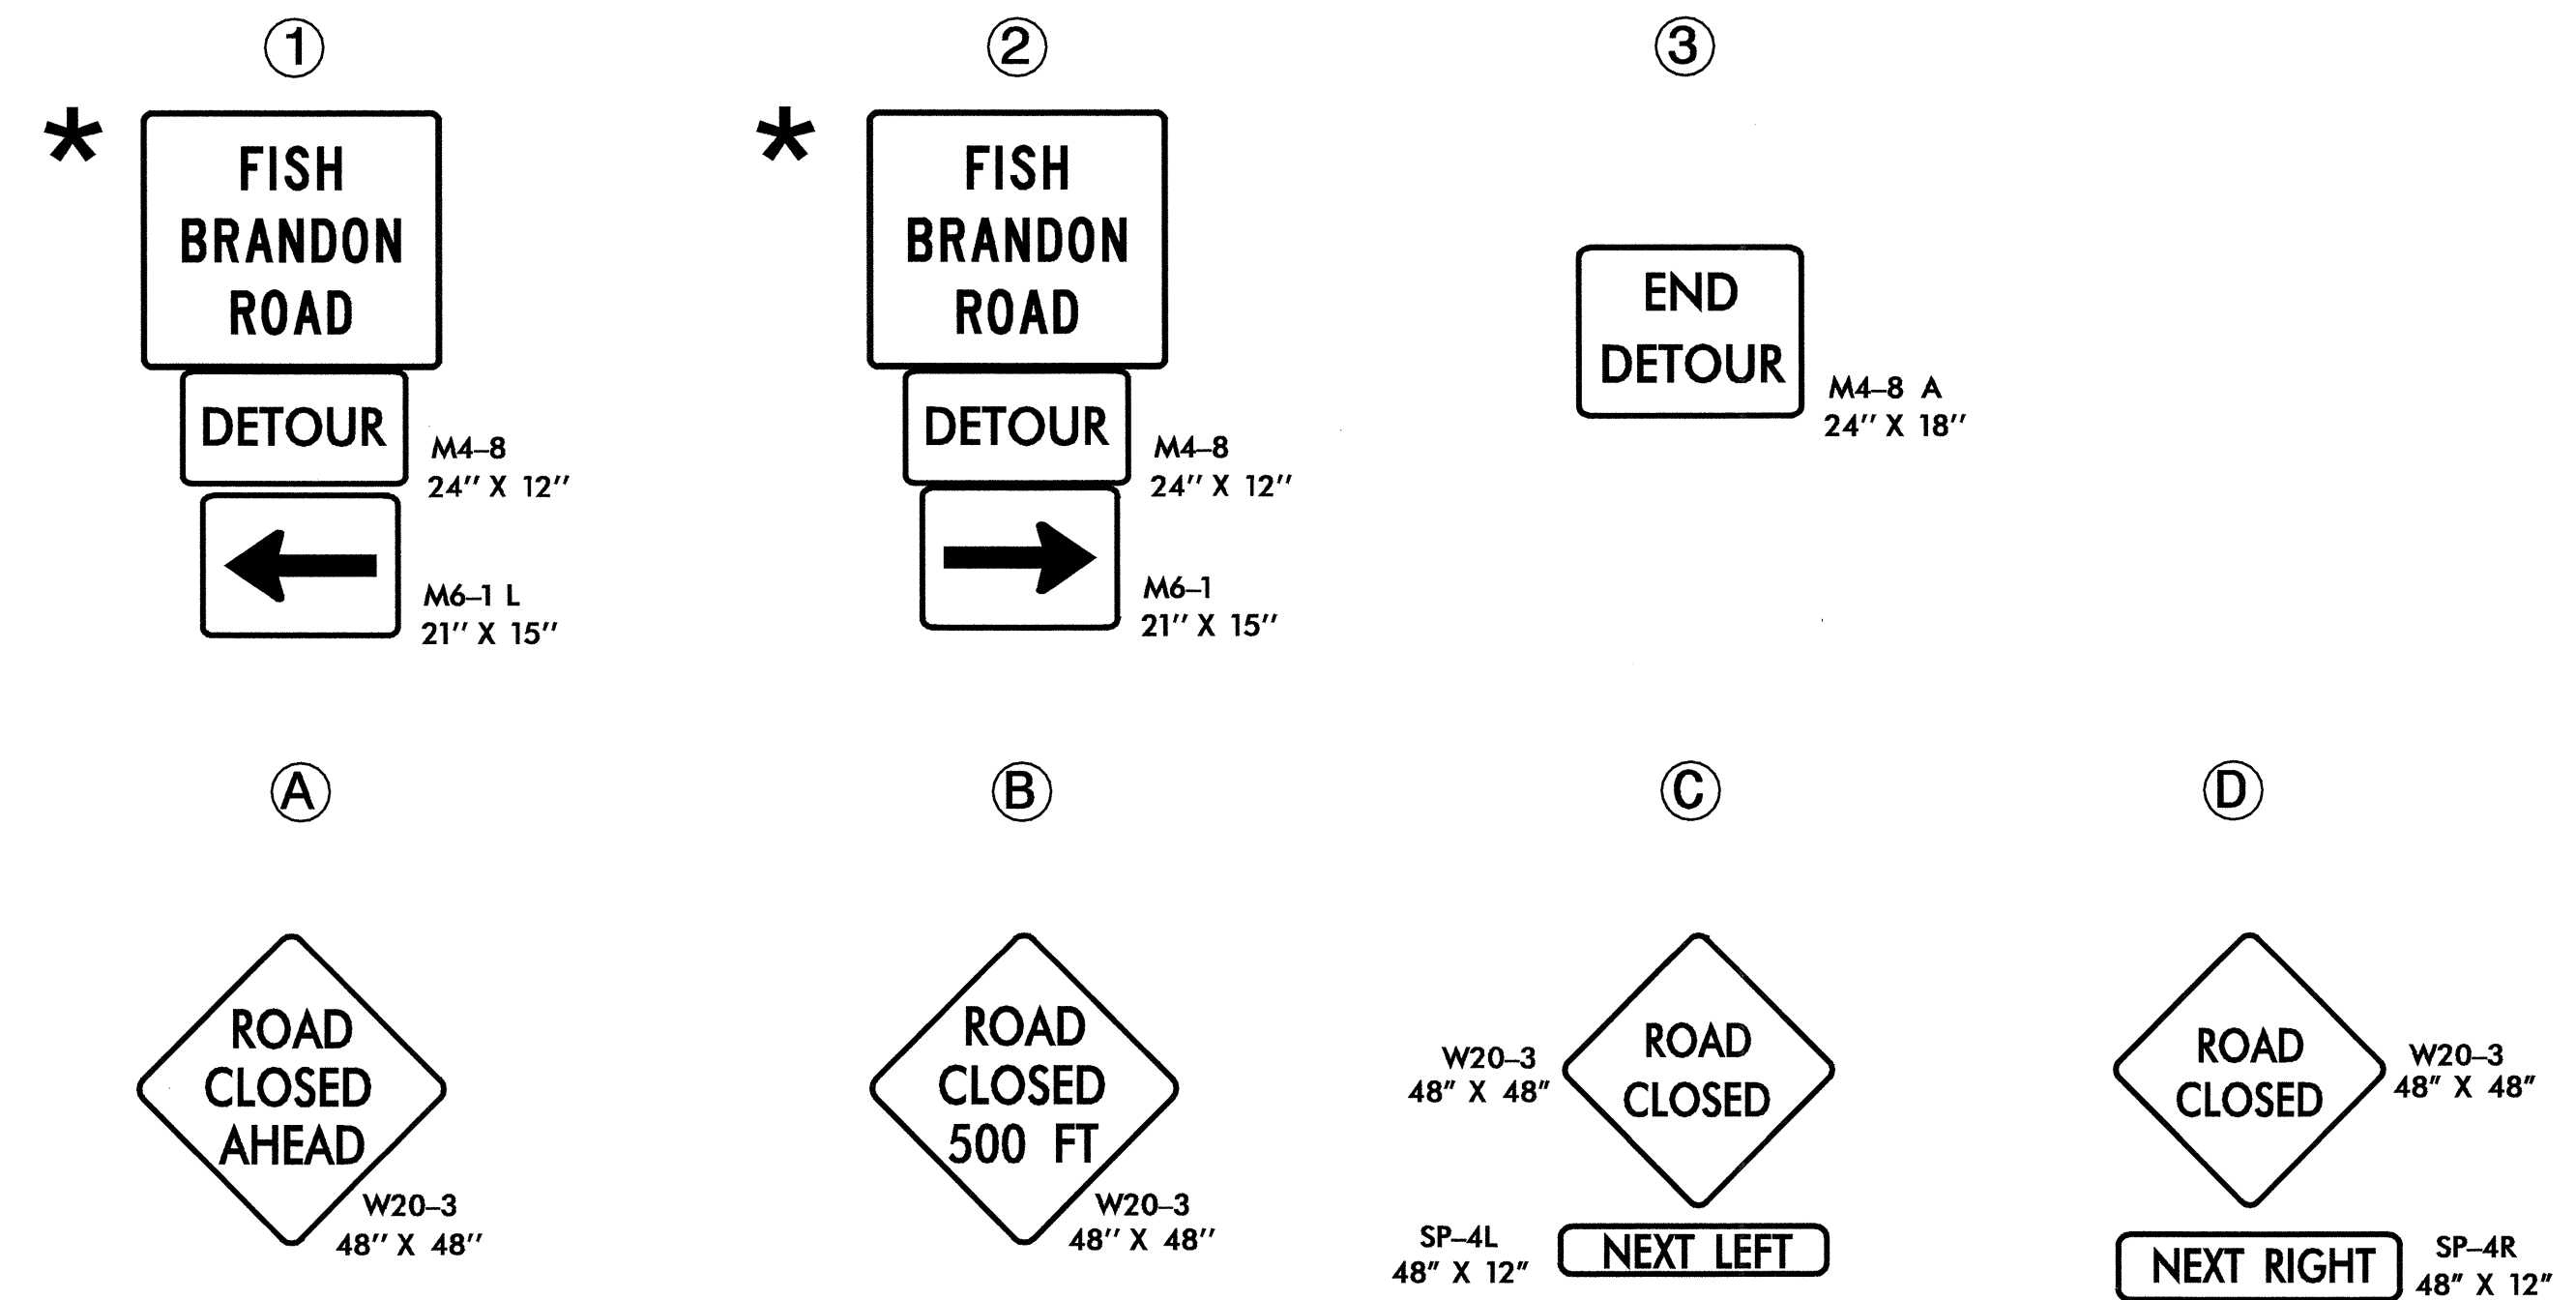 1
*
FISH
BRANDON
ROAD
DETOUR
M4-8
24" X 12"
M6-1 L
21" X 15"
2
*
FISH
BRANDON
ROAD
DETOUR
M4-8
24" X 12"
M6-1
21" X 15"
3
END
DETOUR
M4-8 A
24" X 18"
A
ROAD
CLOSED
AHEAD
W20-3
48" X 48"
B
ROAD
CLOSED
500 FT
W20-3
48" X 48"
C
ROAD
CLOSED
W20-3
48" X 48"
NEXT LEFT
SP-4L
48" X 12"
D
ROAD
CLOSED
W20-3
48" X 48"
NEXT RIGHT
SP-4R
48" X 12"